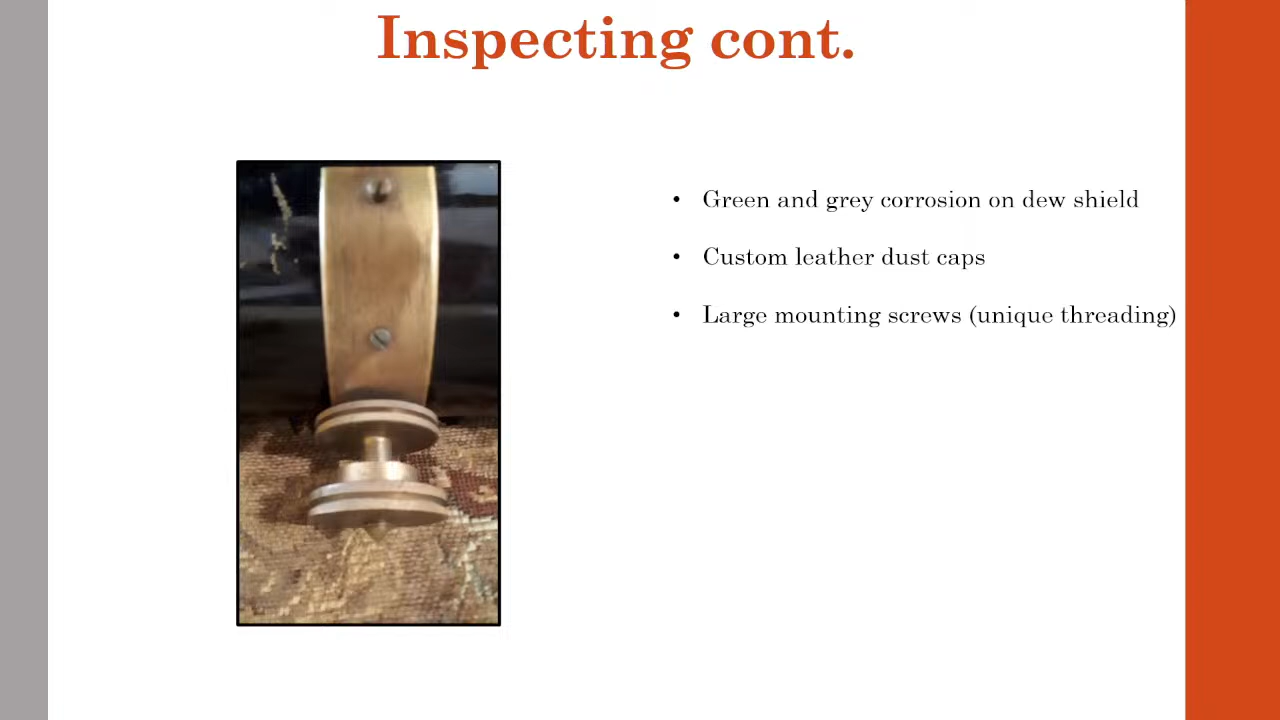 Inspecting cont.
• Green and grey corrosion on dew shield
• Custom leather dust caps
• Large mounting screws (unique threading)